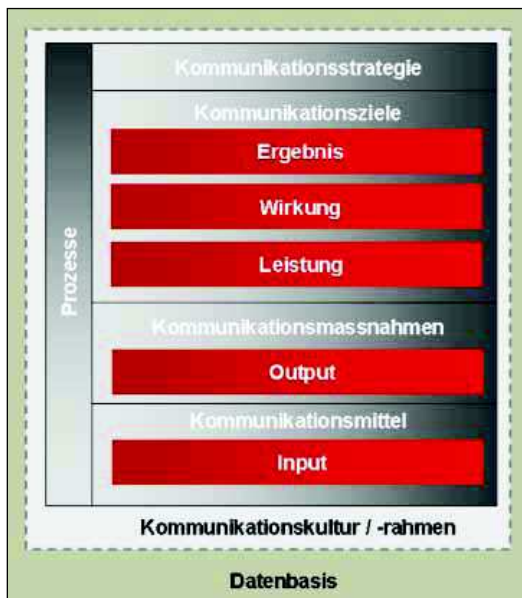 Kommunikationsstrategie
Kommunikationsziele
Ergebnis
Wirkung
Leistung
Prozesse
Kommunikationsmassnahmen
Output
Kommunikationsmittel
Input
Kommunikationskultur / -rahmen
Datenbasis